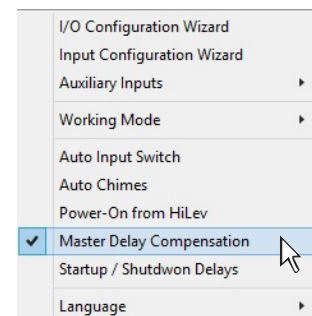 I/O Configuration Wizard
Input Configuration Wizard
Auxiliary Inputs
Working Mode
Auto Input Switch
Auto Chimes
Power-On from HiLev
Master Delay Compensation
Startup / Shutdwon Delays
Language